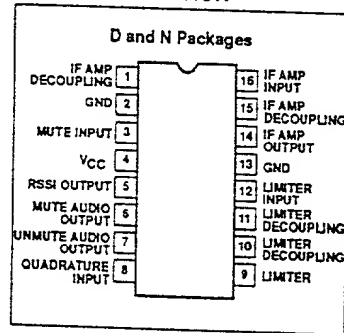 D and N Packages
IF AMP
DECOUPLING 1
GND 2
MUTE INPUT 3
VCC 4
RSSI OUTPUT 5
MUTE AUDIO
OUTPUT 6
UNMUTE AUDIO
OUTPUT 7
QUADRATURE
INPUT 8
16 IF AMP
INPUT
15 IF AMP
DECOUPLING
14 IF AMP
OUTPUT
13 GND
12 LIMITER
INPUT
11 LIMITER
DECOUPLING
10 LIMITER
DECOUPLING
9 LIMITER